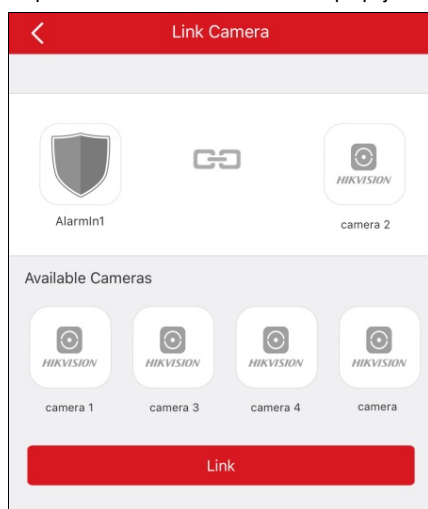 Link Camera
HIKVISION
AlarmIn1
camera 2
Available Cameras
HIKVISION HIKVISION HIKVISION HIKVISION
camera 1 camera 3 camera 4 camera
Link